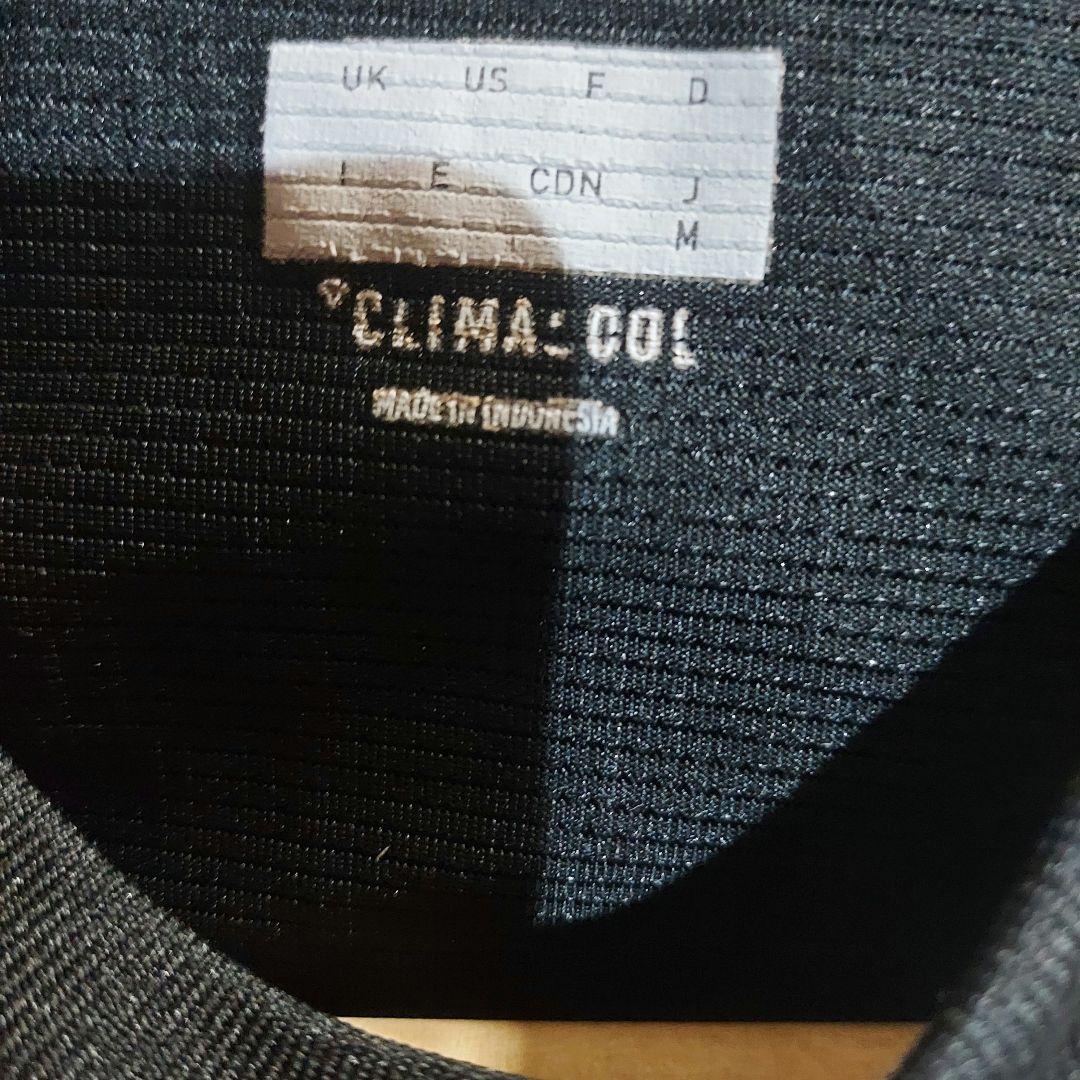 UK US F D
I E CDN J
M
CLIMACOOL
MADE IN INDONESIA